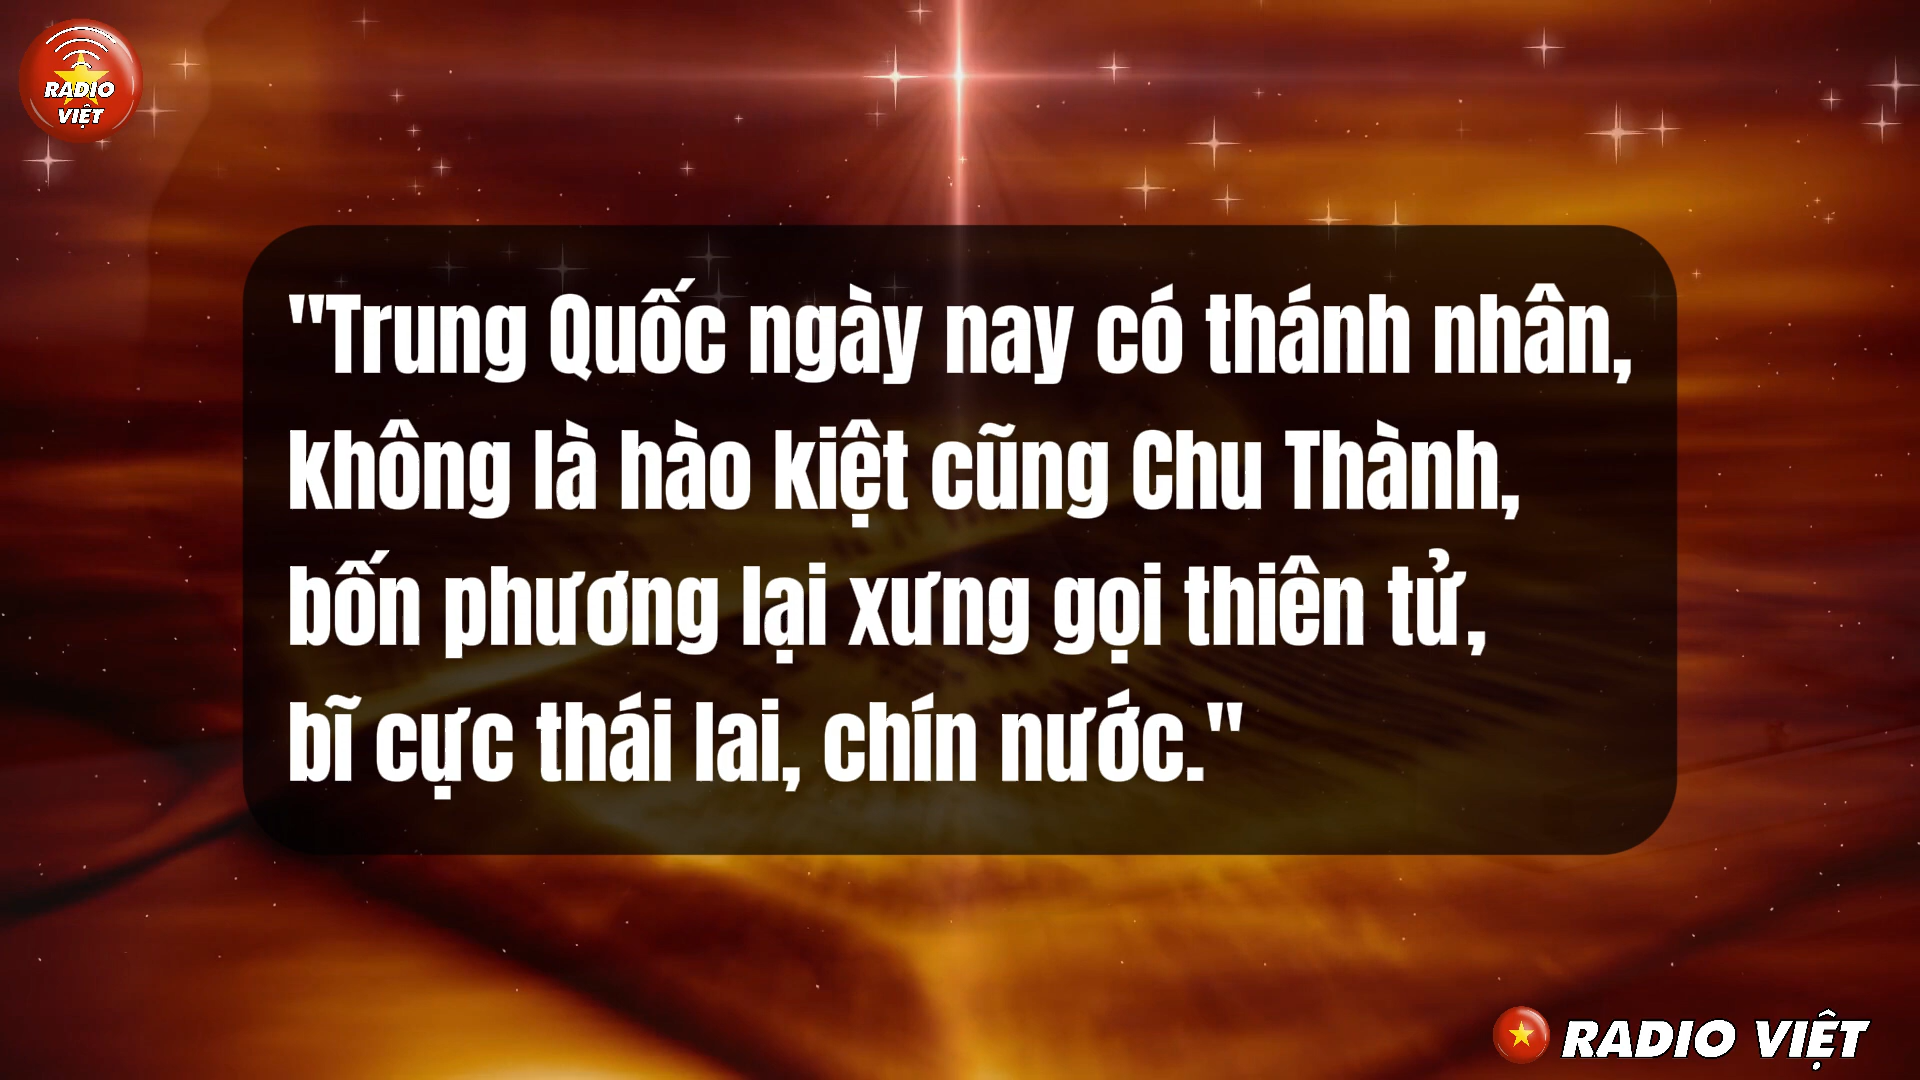 RADIO
VIỆT
"Trung Quốc ngày nay có thánh nhân,
không là hào kiệt cũng Chu Thành,
bốn phương lại xưng gọi thiên tử,
bĩ cực thái lai, chín nước."
RADIO VIỆT